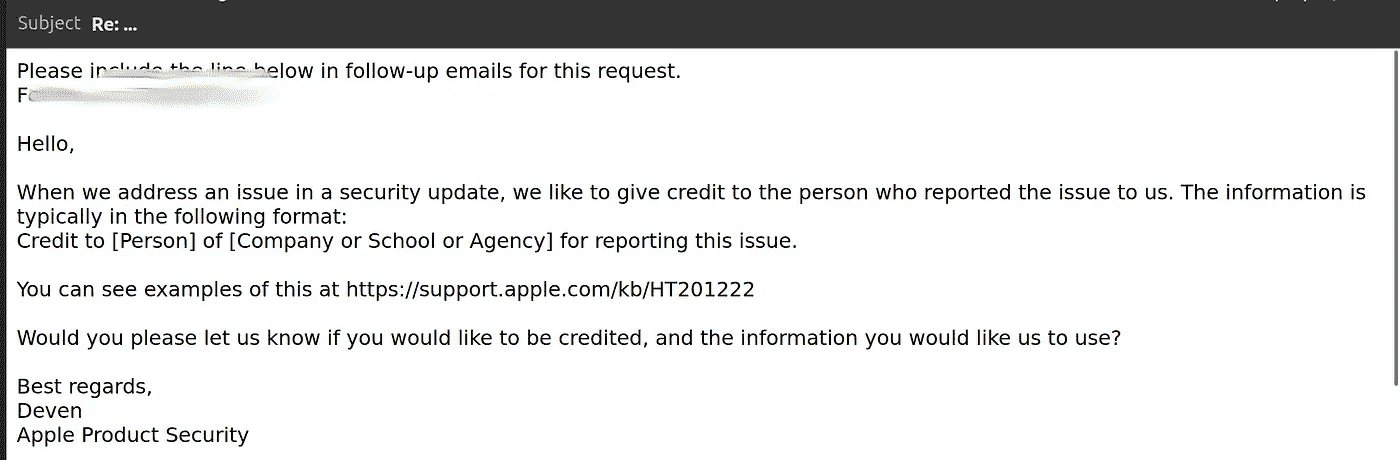 Subject Re: ...
Please include the line below in follow-up emails for this request.
F
Hello,
When we address an issue in a security update, we like to give credit to the person who reported the issue to us. The information is
typically in the following format:
Credit to [Person] of [Company or School or Agency] for reporting this issue.
You can see examples of this at https://support.apple.com/kb/HT201222
Would you please let us know if you would like to be credited, and the information you would like us to use?
Best regards,
Deven
Apple Product Security